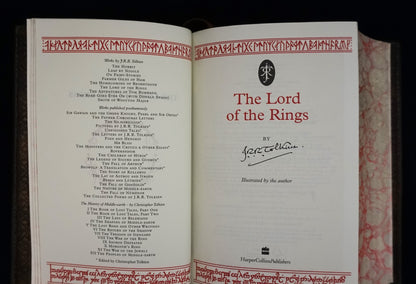 Works by J.R.R. Tolkien
The Hobbit
Leaf by Niggle
On Fairy-Stories
Farmer Giles of Ham
The Homecoming of Beorhtnoth
The Lord of the Rings
The Adventures of Tom Bombadil
The Road Goes Ever On (with Donald Swann)
Smith of Wootton Major
Works published posthumously
Sir Gawain and the Green Knight, Pearl and Sir Orfeo
The Father Christmas Letters
The Silmarillion
Pictures by J.R.R. Tolkien
Unfinished Tales
The Letters of J.R.R. Tolkien
Finn and Hengest
Mr Bliss
The Monsters and the Critics & Other Essays
Roverandom
The Children of Húrin
The Legend of Sigurd and Gudrún
The Fall of Arthur
Beowulf: A Translation and Commentary
The Story of Kullervo
The Lay of Aotrou and Itroun
Beren and Lúthien
The Fall of Gondolin
The Nature of Middle-earth
The Fall of Númenor
The Collected Poems of J.R.R. Tolkien
The History of Middle-earth – by Christopher Tolkien
I The Book of Lost Tales, Part One
II The Book of Lost Tales, Part Two
III The Lays of Beleriand
IV The Shaping of Middle-earth
V The Lost Road and Other Writings
VI The Return of the Shadow
VII The Treason of Isengard
VIII The War of the Ring
IX Sauron Defeated
X Morgoth's Ring
XI The War of the Jewels
XII The Peoples of Middle-earth
Edited by Christopher Tolkien
The Lord
of the Rings
BY
J.R.R. Tolkien
Illustrated by the author
HarperCollinsPublishers